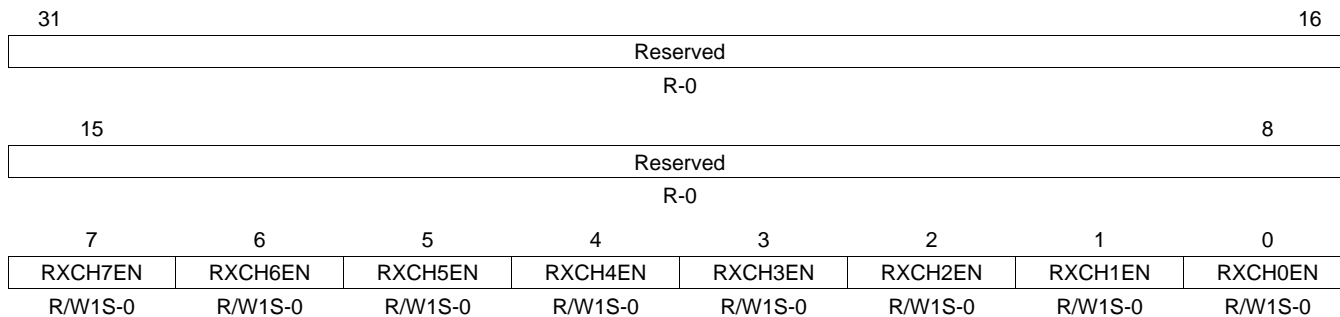 31 16
Reserved
R-0
15 8
Reserved
R-0
7 6 5 4 3 2 1 0
RXCH7EN RXCH6EN RXCH5EN RXCH4EN RXCH3EN RXCH2EN RXCH1EN RXCH0EN
R/W1S-0 R/W1S-0 R/W1S-0 R/W1S-0 R/W1S-0 R/W1S-0 R/W1S-0 R/W1S-0